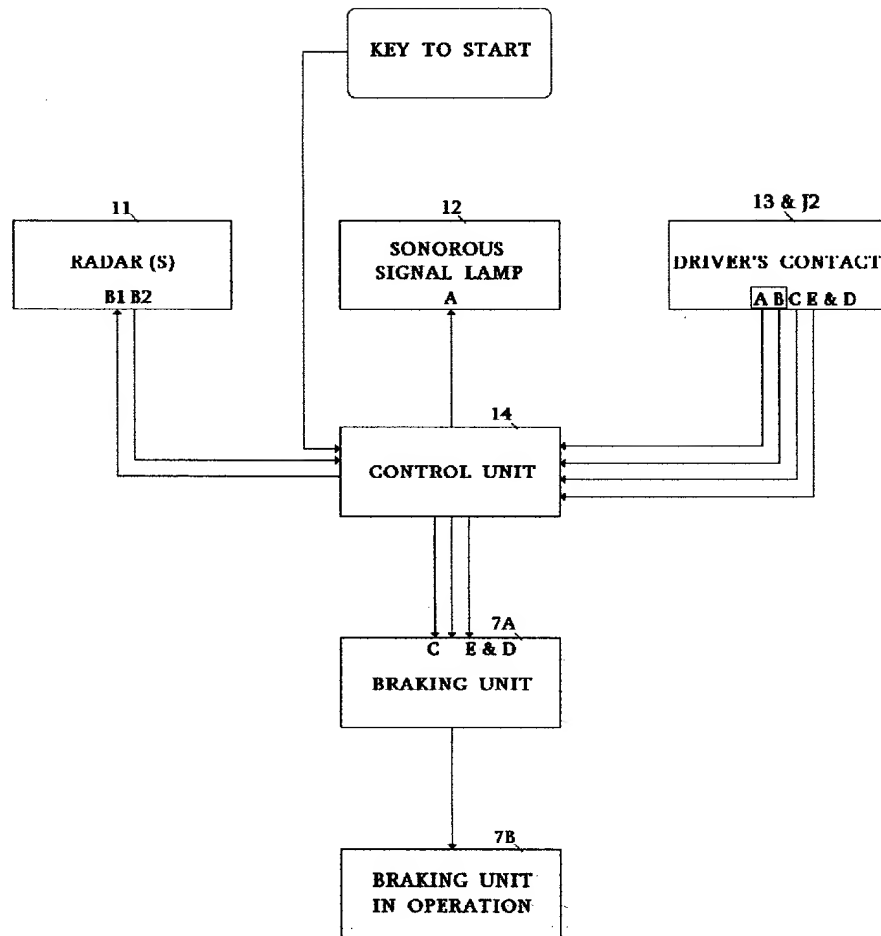 KEY TO START
11
RADAR (S)
B1 B2
12
SONOROUS
SIGNAL LAMP
A
13 & J2
DRIVER'S CONTACT
A B C E & D
14
CONTROL UNIT
7A
C E & D
BRAKING UNIT
7B
BRAKING UNIT
IN OPERATION